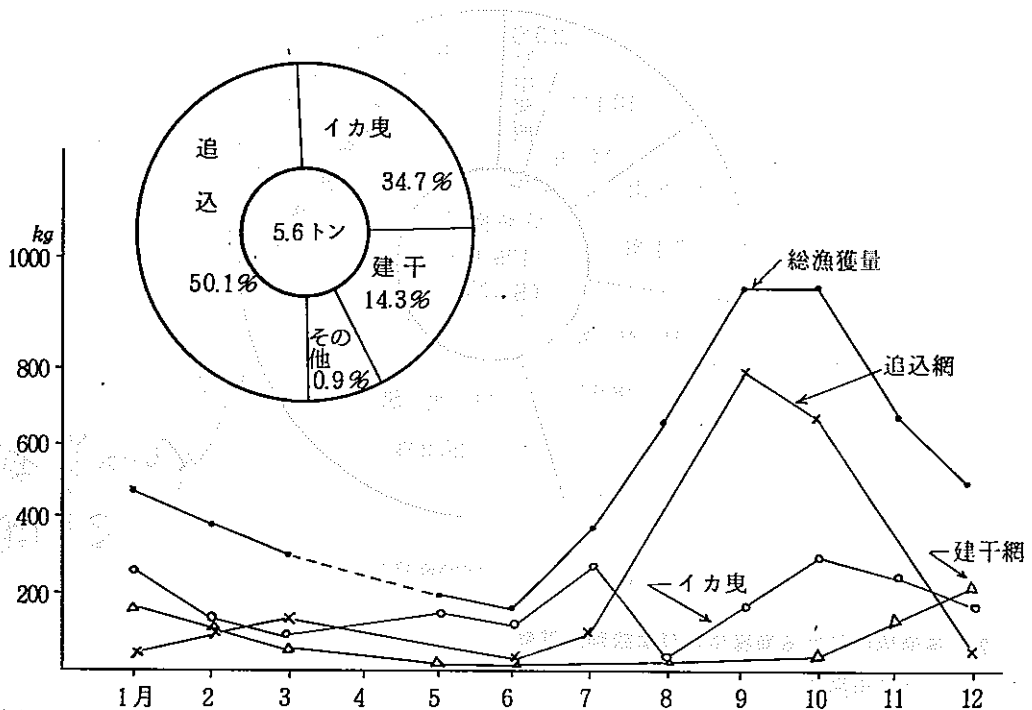 イカ曳
34.7%
追
込
50.1%
5.6トン
建干
14.3%
その
他
0.9%
kg
1000
800
600
400
200
総漁獲量
追込網
建干網
イカ曳
1月 2 3 4 5 6 7 8 9 10 11 12